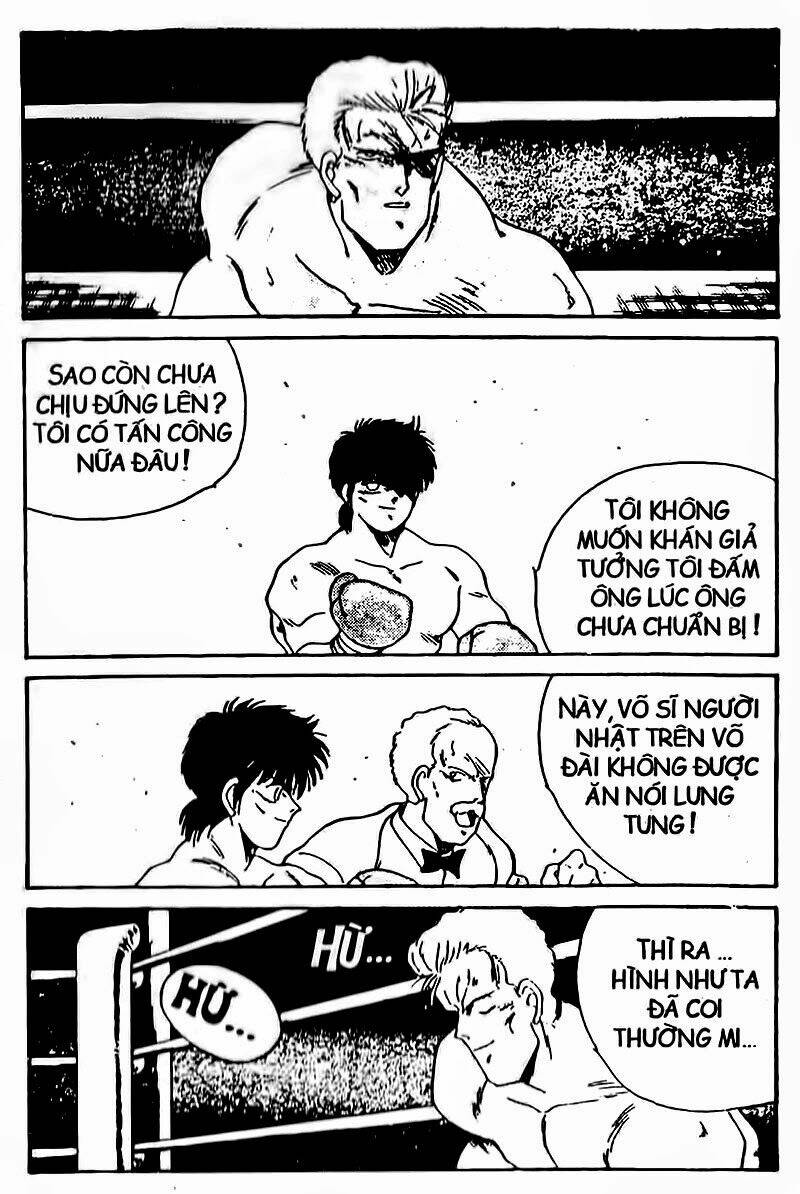 SAO CÒN CHƯA
CHỊU ĐỨNG LÊN?
TÔI CÓ TẤN CÔNG
NỮA ĐÂU!
TÔI KHÔNG
MUỐN KHÁN GIẢ
TƯỞNG TÔI ĐẤM
ÔNG LÚC ÔNG
CHƯA CHUẨN BỊ!
NÀY, VÕ SĨ NGƯỜI
NHẬT TRÊN VÕ
ĐÀI KHÔNG ĐƯỢC
ĂN NÓI LUNG
TUNG!
HỪ...
HỪ...
THÌ RA ...
HÌNH NHƯ TA
ĐÃ COI
THƯỜNG MI...